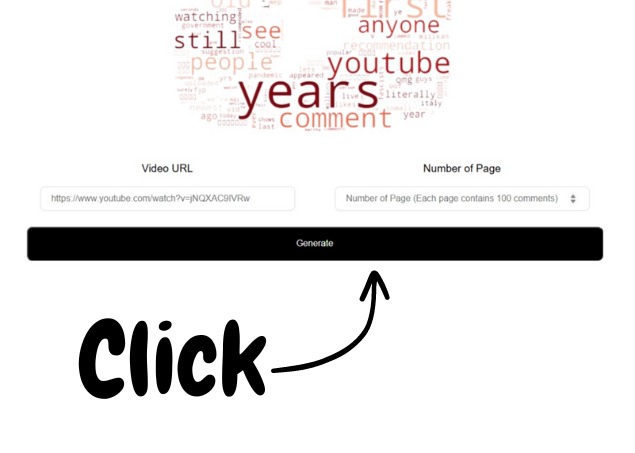 old man First
watching see anyone
government
still cool recommendation
suggestion popular
people youtube
pandemic appeared omg guys
years literally
live italy
ago today comment year
shows
last
Video URL Number of Page
https://www.youtube.com/watch?v=jNQXAC9IVRw Number of Page (Each page contains 100 comments)
Generate
Click